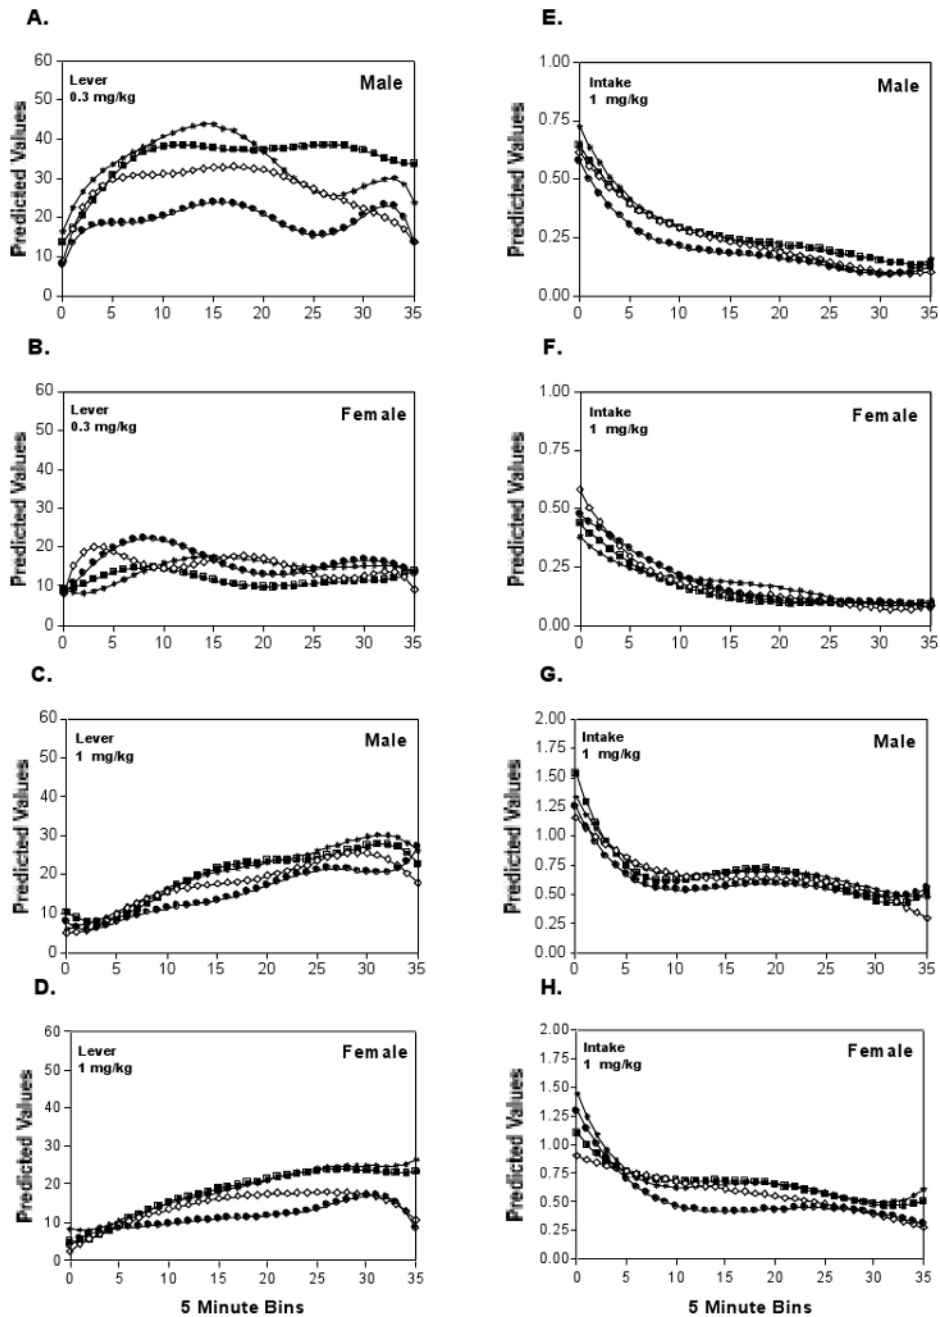 A.
Predicted Values
60
50
40
30
20
10
0
Lever
0.3 mg/kg
Male
0 5 10 15 20 25 30 35
E.
Predicted Values
1.00
0.75
0.50
0.25
0.00
Intake
1 mg/kg
Male
0 5 10 15 20 25 30 35
B.
Predicted Values
60
50
40
30
20
10
0
Lever
0.3 mg/kg
Female
0 5 10 15 20 25 30 35
F.
Predicted Values
1.00
0.75
0.50
0.25
0.00
Intake
1 mg/kg
Female
0 5 10 15 20 25 30 35
C.
Predicted Values
60
50
40
30
20
10
0
Lever
1 mg/kg
Male
0 5 10 15 20 25 30 35
G.
Predicted Values
2.00
1.75
1.50
1.25
1.00
0.75
0.50
0.25
0.00
Intake
1 mg/kg
Male
0 5 10 15 20 25 30 35
D.
Predicted Values
60
50
40
30
20
10
0
Lever
1 mg/kg
Female
0 5 10 15 20 25 30 35
5 Minute Bins
H.
Predicted Values
2.00
1.75
1.50
1.25
1.00
0.75
0.50
0.25
0.00
Intake
1 mg/kg
Female
0 5 10 15 20 25 30 35
5 Minute Bins